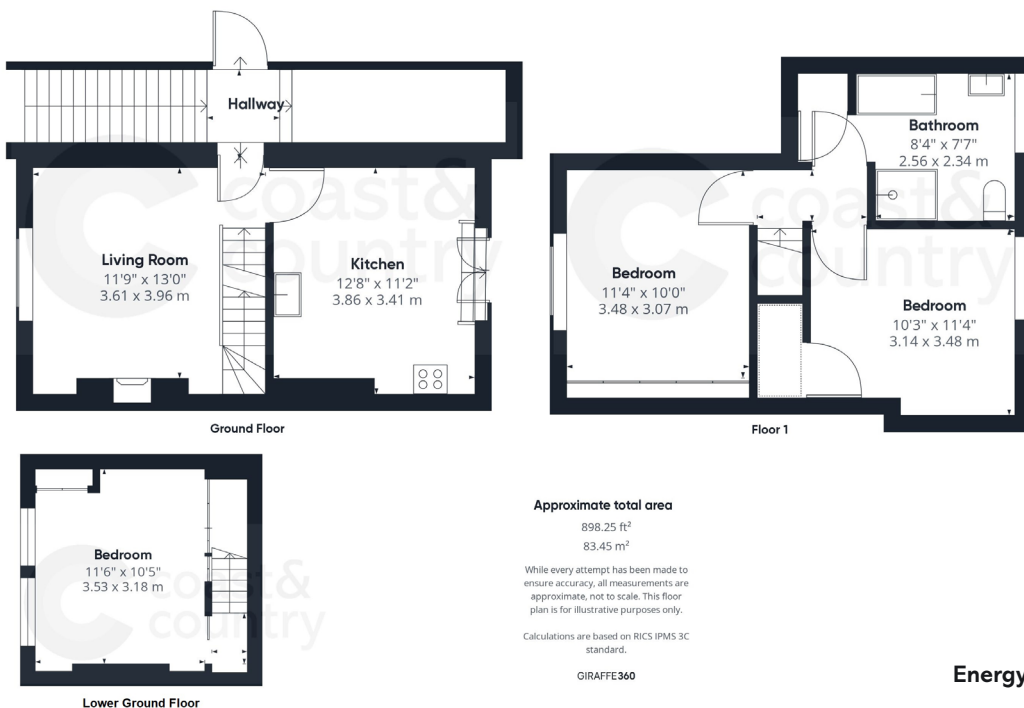 Hallway
Living Room
11'9" x 13'0"
3.61 x 3.96 m
Kitchen
12'8" x 11'2"
3.86 x 3.41 m
Ground Floor
Bathroom
8'4" x 7'7"
2.56 x 2.34 m
Bedroom
11'4" x 10'0"
3.48 x 3.07 m
Bedroom
10'3" x 11'4"
3.14 x 3.48 m
Floor 1
coast&
country
coast&
country
Bedroom
11'6" x 10'5"
3.53 x 3.18 m
coast&
country
Lower Ground Floor
Approximate total area
898.25 ft²
83.45 m²
While every attempt has been made to
ensure accuracy, all measurements are
approximate, not to scale. This floor
plan is for illustrative purposes only.
Calculations are based on RICS IPMS 3C
standard.
GIRAFFE360
Energy